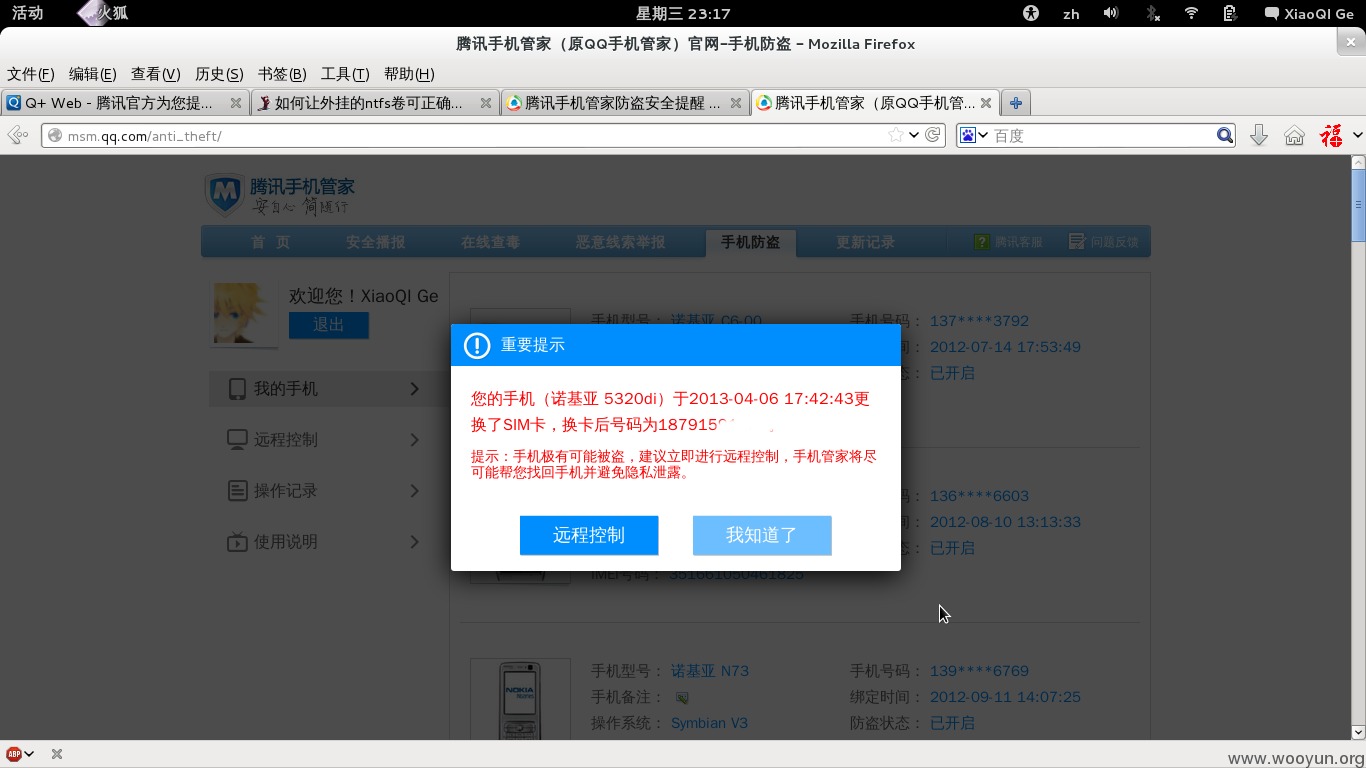 活动 火狐 星期三 23:17 zh XiaoQI Ge
腾讯手机管家（原QQ手机管家）官网-手机防盗 - Mozilla Firefox
文件(F) 编辑(E) 查看(V) 历史(S) 书签(B) 工具(T) 帮助(H)
Q+ Web - 腾讯官方为您提... 如何让外挂的ntfs卷可正确... 腾讯手机管家防盗安全提醒 ... 腾讯手机管家（原QQ手机管...
msm.qq.com/anti_theft/ 百度 福
腾讯手机管家
安自心 简随行
首 页 安全播报 在线查毒 恶意线索举报 手机防盗 更新记录 ? 腾讯客服 问题反馈
欢迎您！XiaoQI Ge
退出
我的手机
远程控制
操作记录
使用说明
手机型号： 诺基亚 C6-00 手机号码： 137****3792
间： 2012-07-14 17:53:49
态： 已开启
重要提示
您的手机（诺基亚 5320di）于2013-04-06 17:42:43更
换了SIM卡，换卡后号码为1879159
提示：手机极有可能被盗，建议立即进行远程控制，手机管家将尽
可能帮您找回手机并避免隐私泄露。
远程控制 我知道了
码： 136****6603
间： 2012-08-10 13:13:33
态： 已开启
IMEI号码： 351661050461825
NOKIA
手机型号： 诺基亚 N73 手机号码： 139****6769
手机备注： 绑定时间： 2012-09-11 14:07:25
操作系统： Symbian V3 防盗状态： 已开启
ABP
www.wooyun.org